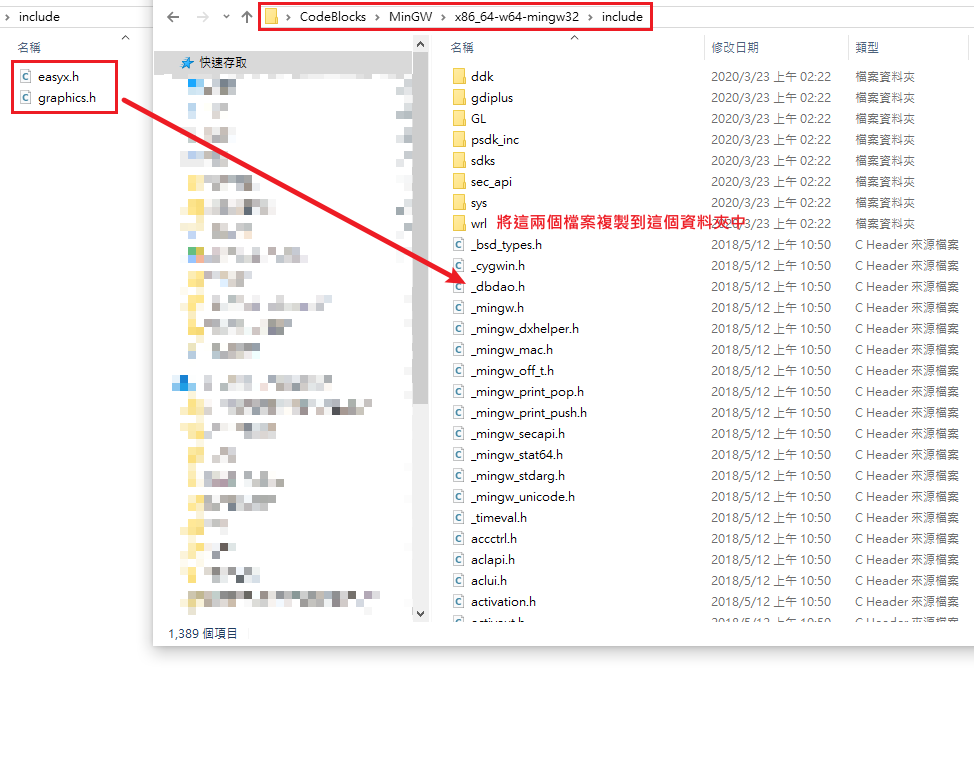 include
名稱
easyx.h
graphics.h
CodeBlocks MinGW x86_64-w64-mingw32 include
快速存取
名稱 修改日期 類型
ddk 2020/3/23 上午 02:22 檔案資料夾
gdiplus 2020/3/23 上午 02:22 檔案資料夾
GL 2020/3/23 上午 02:22 檔案資料夾
psdk_inc 2020/3/23 上午 02:22 檔案資料夾
sdks 2020/3/23 上午 02:22 檔案資料夾
sec_api 2020/3/23 上午 02:22 檔案資料夾
sys 2020/3/23 上午 02:22 檔案資料夾
wrl 2020/3/23 上午 02:22 檔案資料夾
將這兩個檔案複製到這個資料夾中
_bsd_types.h 2018/5/12 上午 10:50 C Header 來源檔案
_cygwin.h 2018/5/12 上午 10:50 C Header 來源檔案
_dbdao.h 2018/5/12 上午 10:50 C Header 來源檔案
_mingw.h 2018/5/12 上午 10:50 C Header 來源檔案
_mingw_dxhelper.h 2018/5/12 上午 10:50 C Header 來源檔案
_mingw_mac.h 2018/5/12 上午 10:50 C Header 來源檔案
_mingw_off_t.h 2018/5/12 上午 10:50 C Header 來源檔案
_mingw_print_pop.h 2018/5/12 上午 10:50 C Header 來源檔案
_mingw_print_push.h 2018/5/12 上午 10:50 C Header 來源檔案
_mingw_secapi.h 2018/5/12 上午 10:50 C Header 來源檔案
_mingw_stat64.h 2018/5/12 上午 10:50 C Header 來源檔案
_mingw_stdarg.h 2018/5/12 上午 10:50 C Header 來源檔案
_mingw_unicode.h 2018/5/12 上午 10:50 C Header 來源檔案
_timeval.h 2018/5/12 上午 10:50 C Header 來源檔案
accctrl.h 2018/5/12 上午 10:50 C Header 來源檔案
aclapi.h 2018/5/12 上午 10:50 C Header 來源檔案
aclui.h 2018/5/12 上午 10:50 C Header 來源檔案
activation.h 2018/5/12 上午 10:50 C Header 來源檔案
1,389 個項目